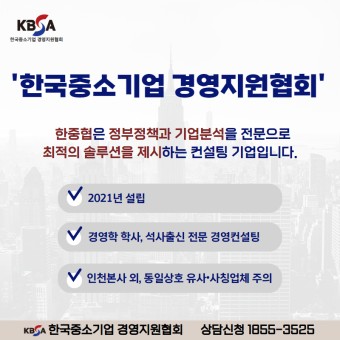 KBSA
한국중소기업 경영지원협회
'한국중소기업 경영지원협회'
한중협은 정부정책과 기업분석을 전문으로
최적의 솔루션을 제시하는 컨설팅 기업입니다.
2021년 설립
경영학 학사, 석사출신 전문 경영컨설팅
인천본사 외, 동일상호 유사•사칭업체 주의
KBSA 한국중소기업 경영지원협회 상담신청 1855-3525